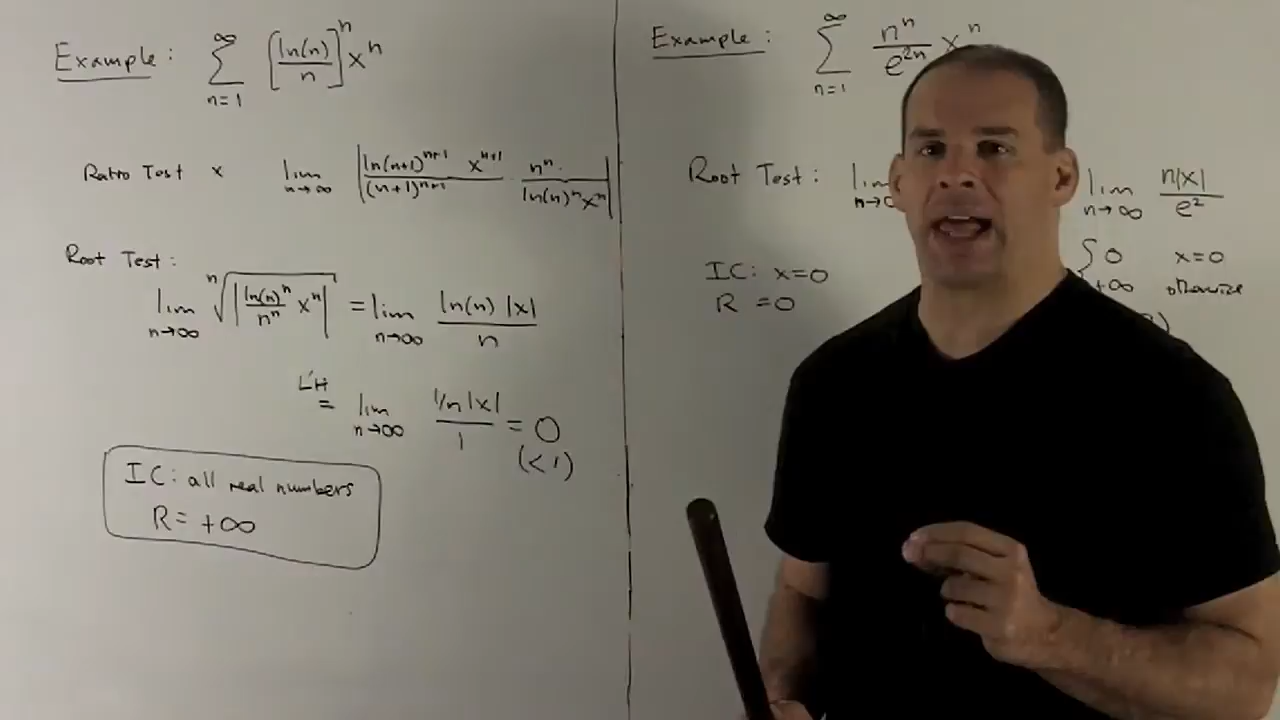 Example: ∞ ∑ n=1 [ln(n)/n]^n x^n
Ratio Test x lim n→∞ |ln(n+1)^{n+1} x^{n+1}/(n+1)^{n+1} · n^n/ln(n)^n x^n|
Root Test:
lim n→∞ n√|ln(n)^n/n^n x^n| = lim n→∞ ln(n) |x|/n
L'H = lim n→∞ 1/n |x|/1 = 0
(<1)
IC: all real numbers
R= +∞
Example: ∞ ∑ n=1 n^n/e^{2n} x^n
Root Test: lim lim n→∞ n|x|/e^2
{ 0 x=0
+∞ otherwise
IC: x=0
R =0